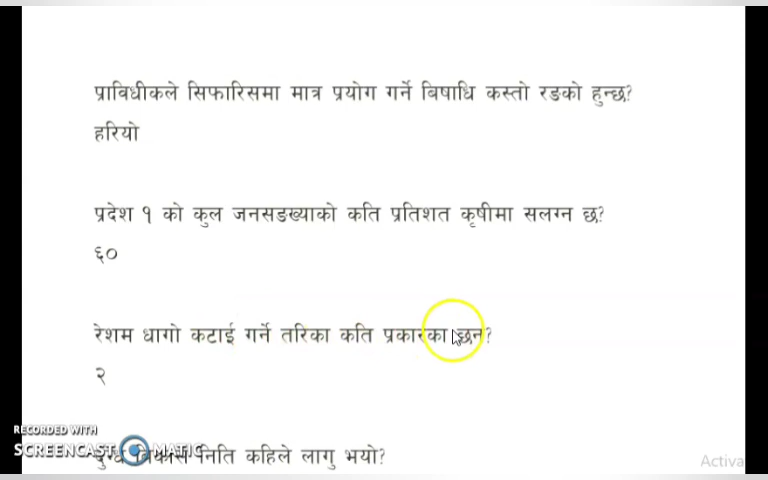 प्राविधीकले सिफारिसमा मात्र प्रयोग गर्ने बिषाधि कस्तो रङको हुन्छ?
हरियो
प्रदेश १ को कुल जनसङख्याको कति प्रतिशत कृषीमा सलग्न छ?
६०
रेशम धागो कटाई गर्ने तरिका कति प्रकारका छन?
२
RECORDED WITH
SCREENCAST MATIC
दुग्ध विकास निति कहिले लागु भयो?
Activa